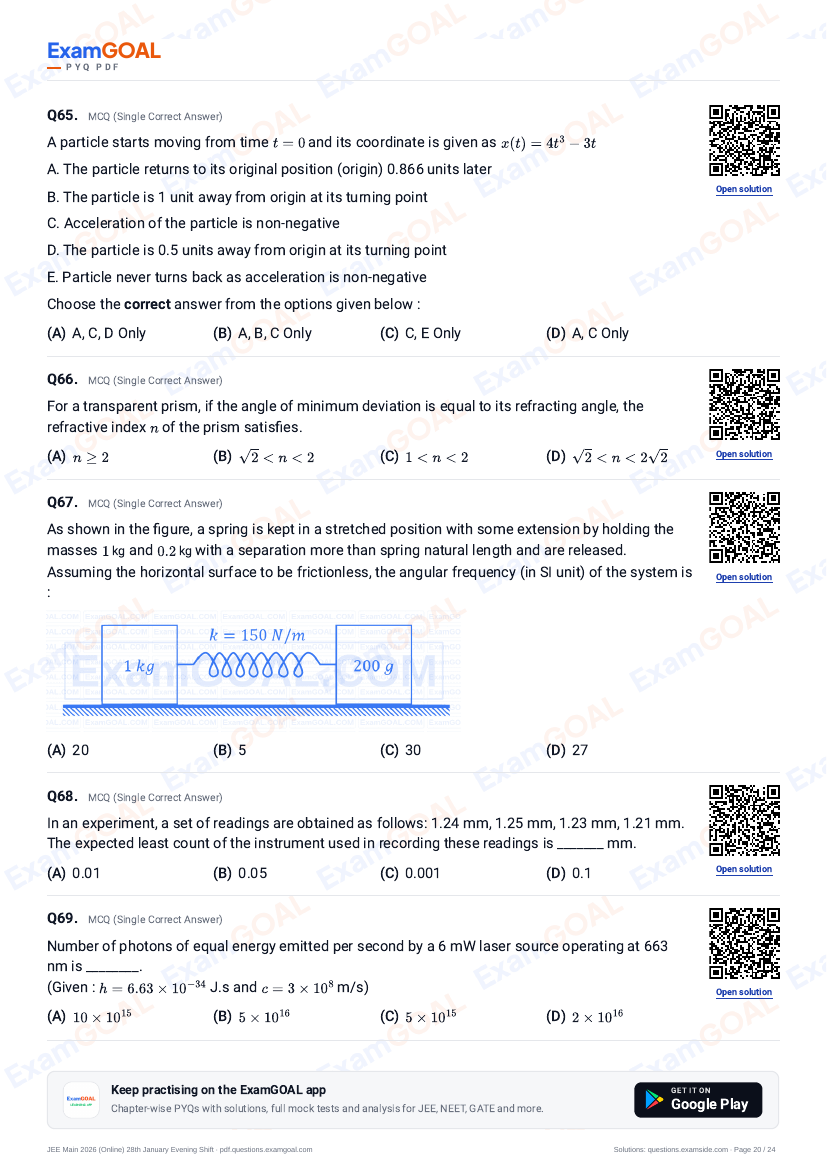 ExamGOAL
PYQ PDF
Q65. MCQ (Single Correct Answer)
A particle starts moving from time t = 0 and its coordinate is given as x(t) = 4t³ − 3t
A. The particle returns to its original position (origin) 0.866 units later
B. The particle is 1 unit away from origin at its turning point
C. Acceleration of the particle is non-negative
D. The particle is 0.5 units away from origin at its turning point
E. Particle never turns back as acceleration is non-negative
Choose the correct answer from the options given below :
(A) A, C, D Only (B) A, B, C Only (C) C, E Only (D) A, C Only
Open solution
Q66. MCQ (Single Correct Answer)
For a transparent prism, if the angle of minimum deviation is equal to its refracting angle, the
refractive index n of the prism satisfies.
(A) n ≥ 2 (B) √2 < n < 2 (C) 1 < n < 2 (D) √2 < n < 2√2
Open solution
Q67. MCQ (Single Correct Answer)
As shown in the figure, a spring is kept in a stretched position with some extension by holding the
masses 1 kg and 0.2 kg with a separation more than spring natural length and are released.
Assuming the horizontal surface to be frictionless, the angular frequency (in SI unit) of the system is
:
Open solution
k = 150 N/m
1 kg 200 g
ExamGOAL.COM
(A) 20 (B) 5 (C) 30 (D) 27
Q68. MCQ (Single Correct Answer)
In an experiment, a set of readings are obtained as follows: 1.24 mm, 1.25 mm, 1.23 mm, 1.21 mm.
The expected least count of the instrument used in recording these readings is _______ mm.
(A) 0.01 (B) 0.05 (C) 0.001 (D) 0.1
Open solution
Q69. MCQ (Single Correct Answer)
Number of photons of equal energy emitted per second by a 6 mW laser source operating at 663
nm is ________.
(Given : h = 6.63 × 10⁻³⁴ J.s and c = 3 × 10⁸ m/s)
(A) 10 × 10¹⁵ (B) 5 × 10¹⁶ (C) 5 × 10¹⁵ (D) 2 × 10¹⁶
Open solution
ExamGOAL
Keep practising on the ExamGOAL app
Chapter-wise PYQs with solutions, full mock tests and analysis for JEE, NEET, GATE and more.
GET IT ON
Google Play
JEE Main 2026 (Online) 28th January Evening Shift · pdf.questions.examgoal.com Solutions: questions.examside.com · Page 20 / 24